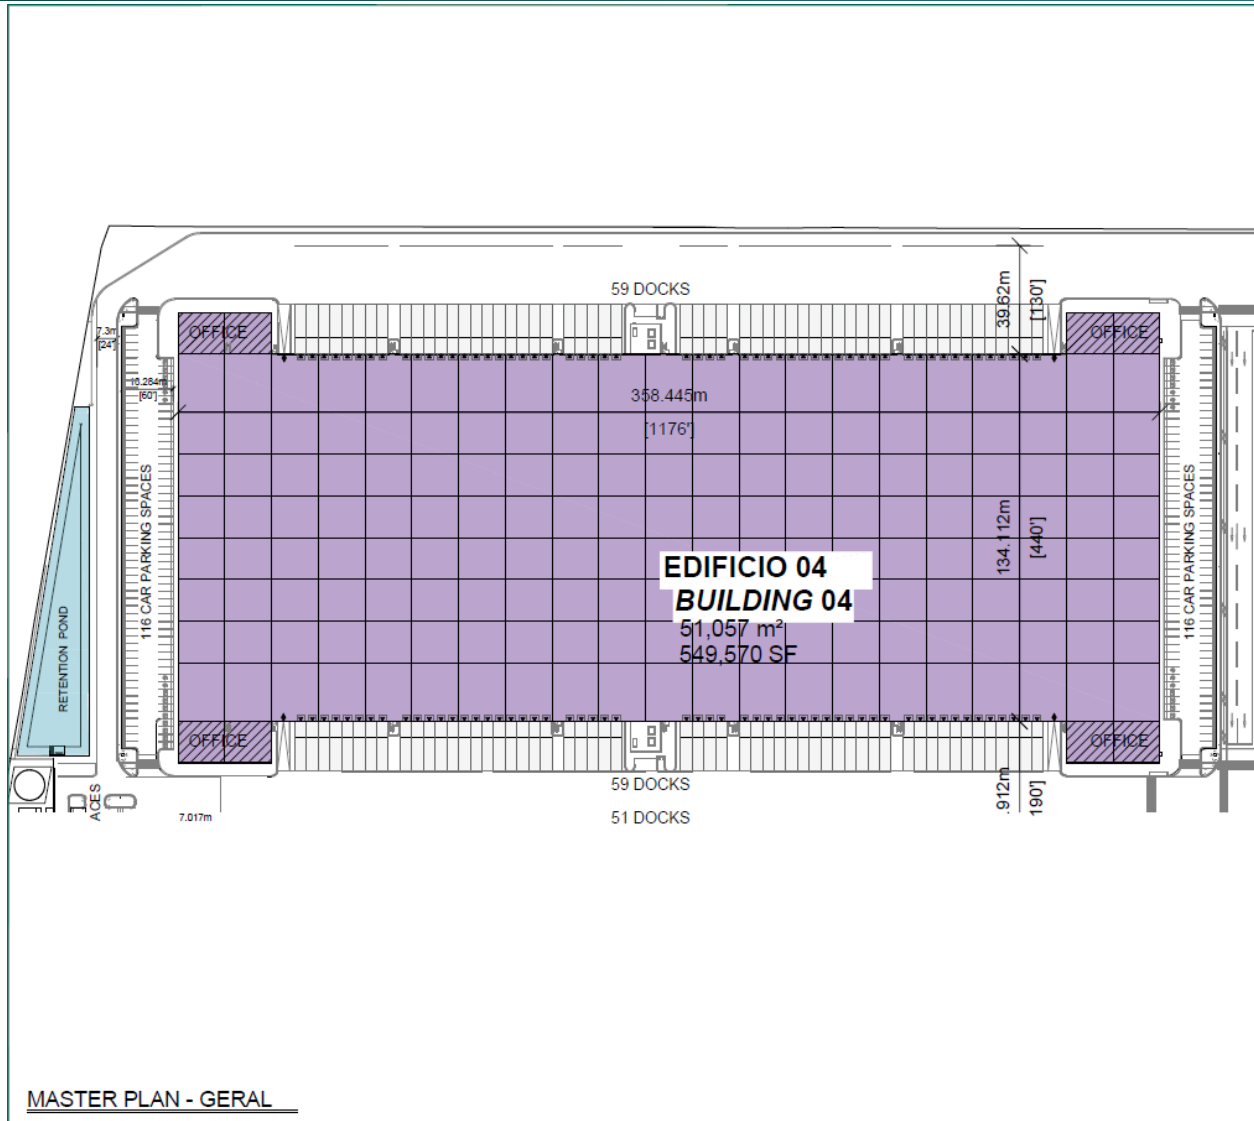 59 DOCKS
39.62m
[130']
OFFICE
OFFICE
7.3m
[24']
[60']
358.445m
[1176']
116 CAR PARKING SPACES
RETENTION POND
134.112m
[440']
116 CAR PARKING SPACES
EDIFICIO 04
BUILDING 04
51,057 m²
549,570 SF
OFFICE
OFFICE
59 DOCKS
.912m
190']
ACES
7.017m
51 DOCKS
MASTER PLAN - GERAL